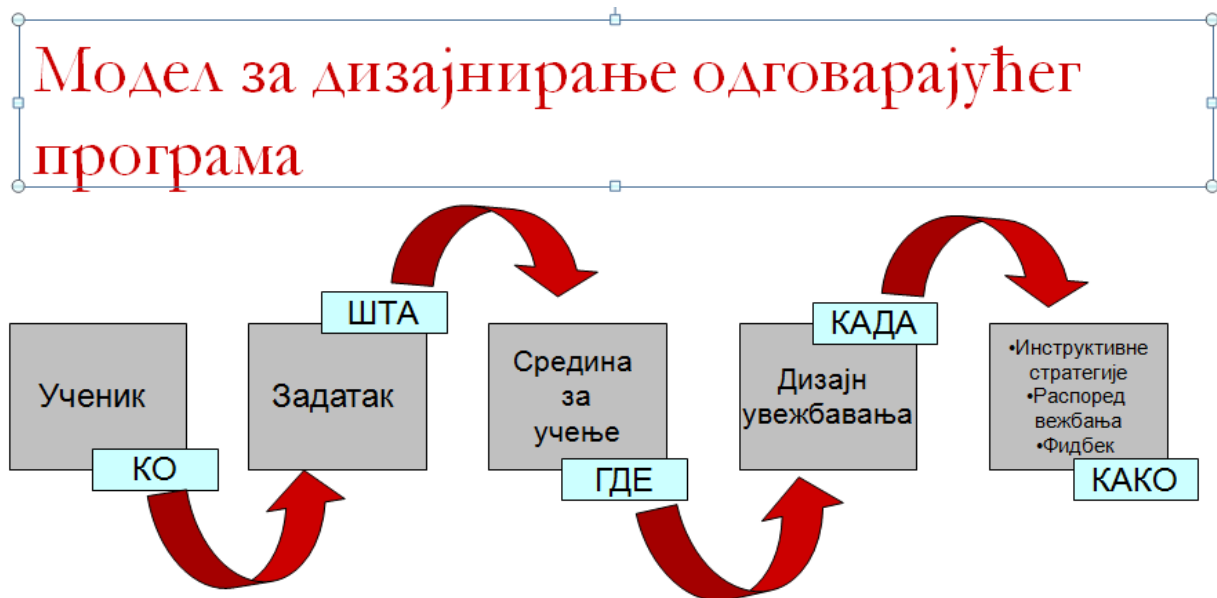 Модел за дизајнирање одговарајућег
програма
Ученик
КО
ШТА
Задатак
Средина
за
учење
ГДЕ
КАДА
Дизајн
увежбавања
•Инструктивне
стратегије
•Распоред
вежбања
•Фидбек
КАКО